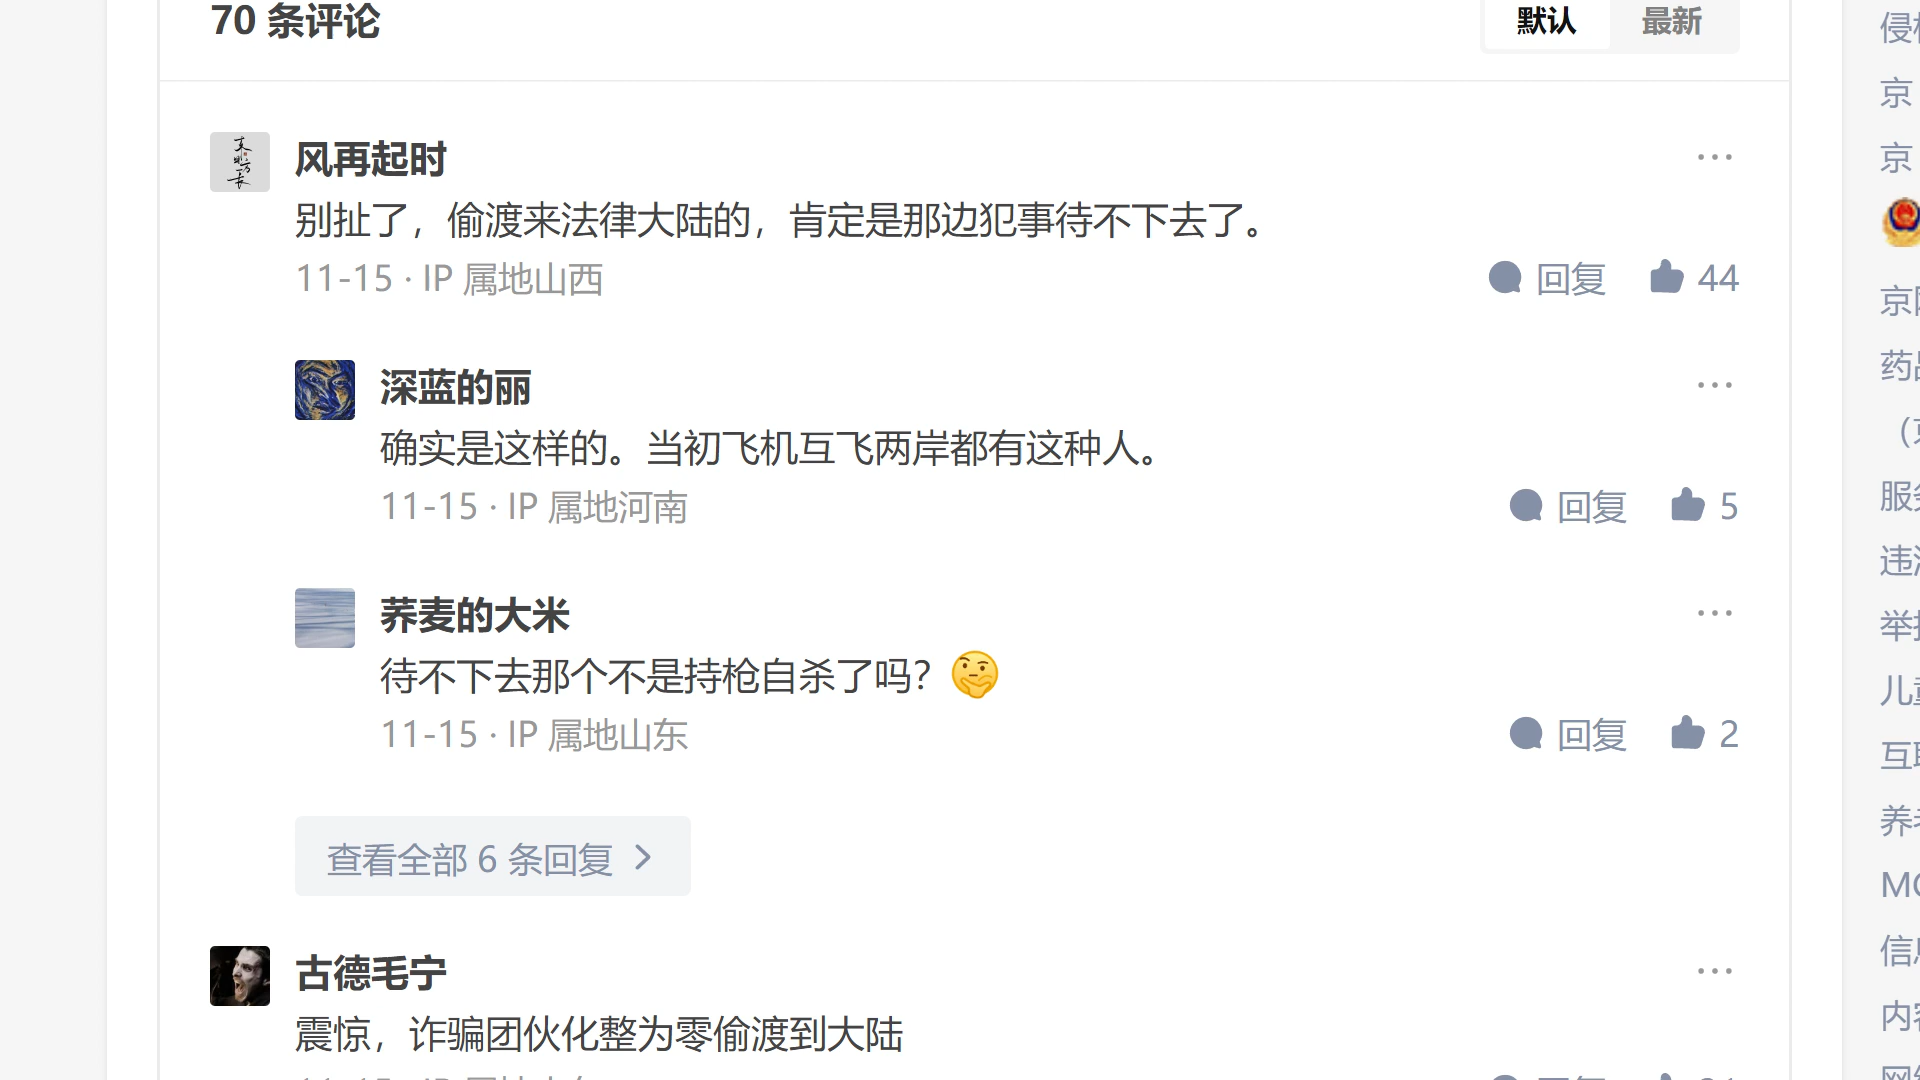 70 条评论
默认
最新
风再起时
别扯了，偷渡来法律大陆的，肯定是那边犯事待不下去了。
11-15 · IP 属地山西
回复
44
深蓝的丽
确实是这样的。当初飞机互飞两岸都有这种人。
11-15 · IP 属地河南
回复
5
荞麦的大米
待不下去那个不是持枪自杀了吗？🤔
11-15 · IP 属地山东
回复
2
查看全部 6 条回复
古德毛宁
震惊，诈骗团伙化整为零偷渡到大陆
京
京
京
药
服
违
举
儿
互
养
信
内